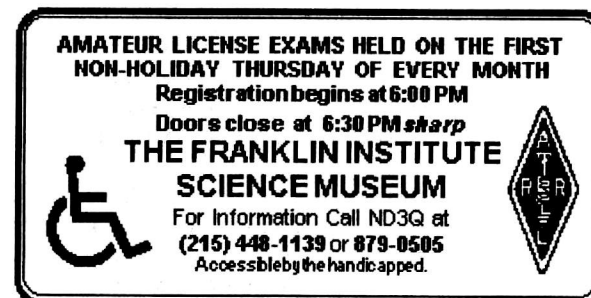 AMATEUR LICENSE EXAMS HELD ON THE FIRST
NON-HOLIDAY THURSDAY OF EVERY MONTH
Registration begins at 6:00 PM
Doors close at 6:30 PM sharp
THE FRANKLIN INSTITUTE
SCIENCE MUSEUM
For Information Call ND3Q at
(215) 448-1139 or 879-0505
Accessible by the handicapped.
A
R R
L